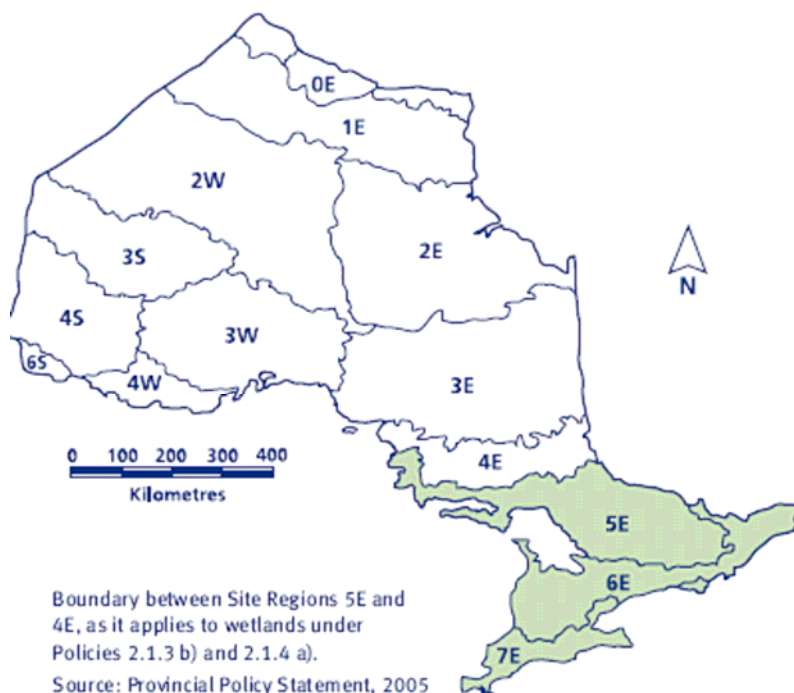 0E
1E
2W
2E
3S
N
4S
3W
6S
4W
3E
4E
0 100 200 300 400
Kilometres
5E
6E
7E
Boundary between Site Regions 5E and
4E, as it applies to wetlands under
Policies 2.1.3 b) and 2.1.4 a).
Source: Provincial Policy Statement, 2005